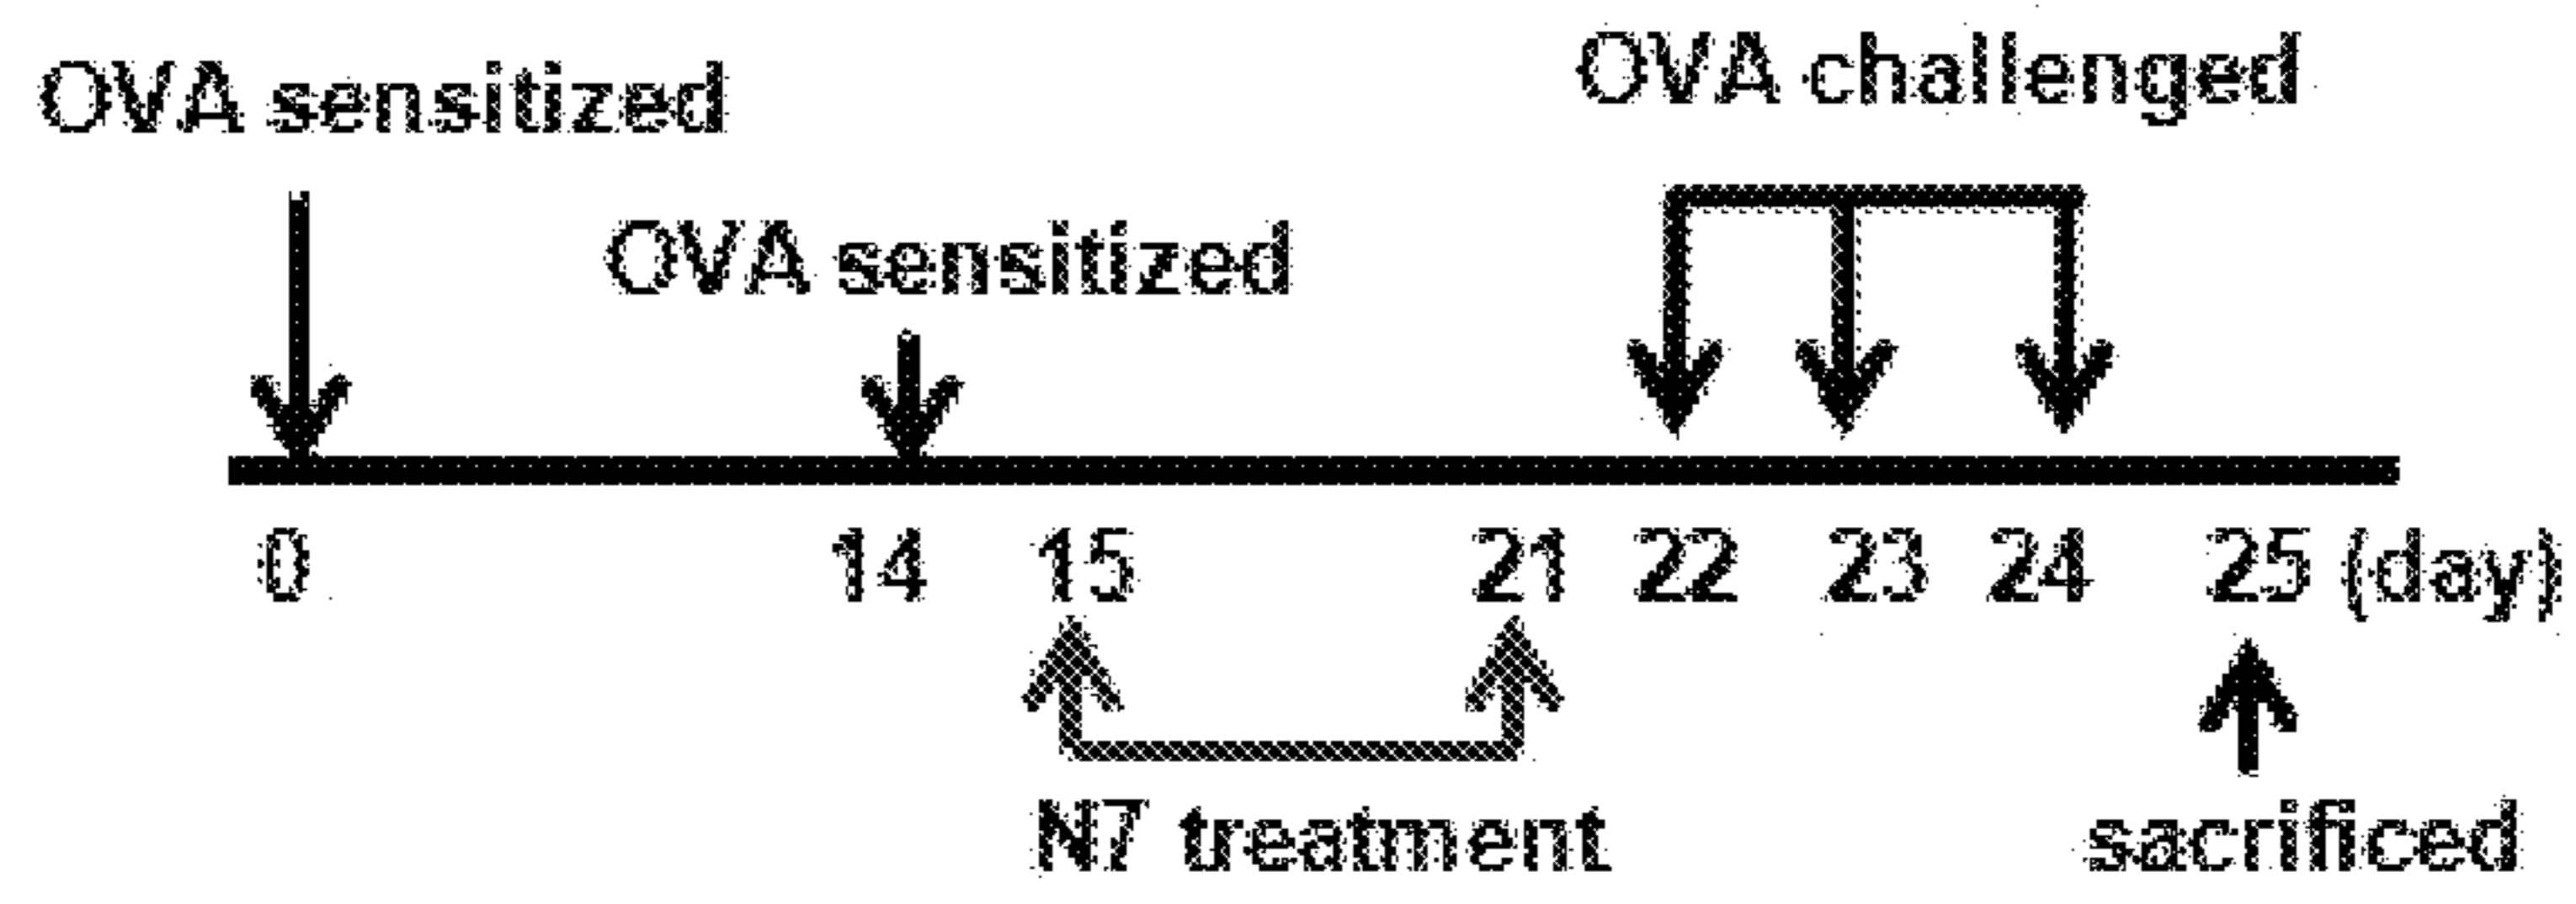 OVA sensitized
OVA challenged
OVA sensitized
0 14 15 21 22 23 24 25 (day)
N7 treatment
sacrificed